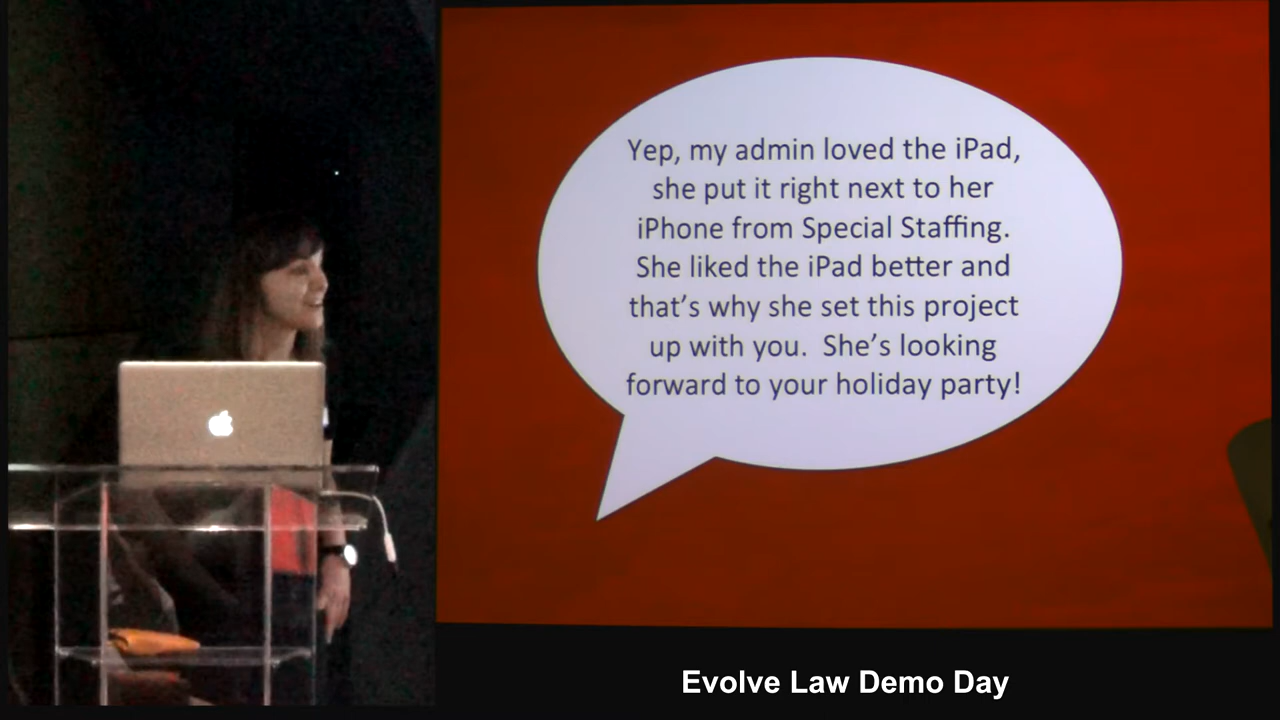 Yep, my admin loved the iPad,
she put it right next to her
iPhone from Special Staffing.
She liked the iPad better and
that’s why she set this project
up with you.  She’s looking
forward to your holiday party!
Evolve Law Demo Day